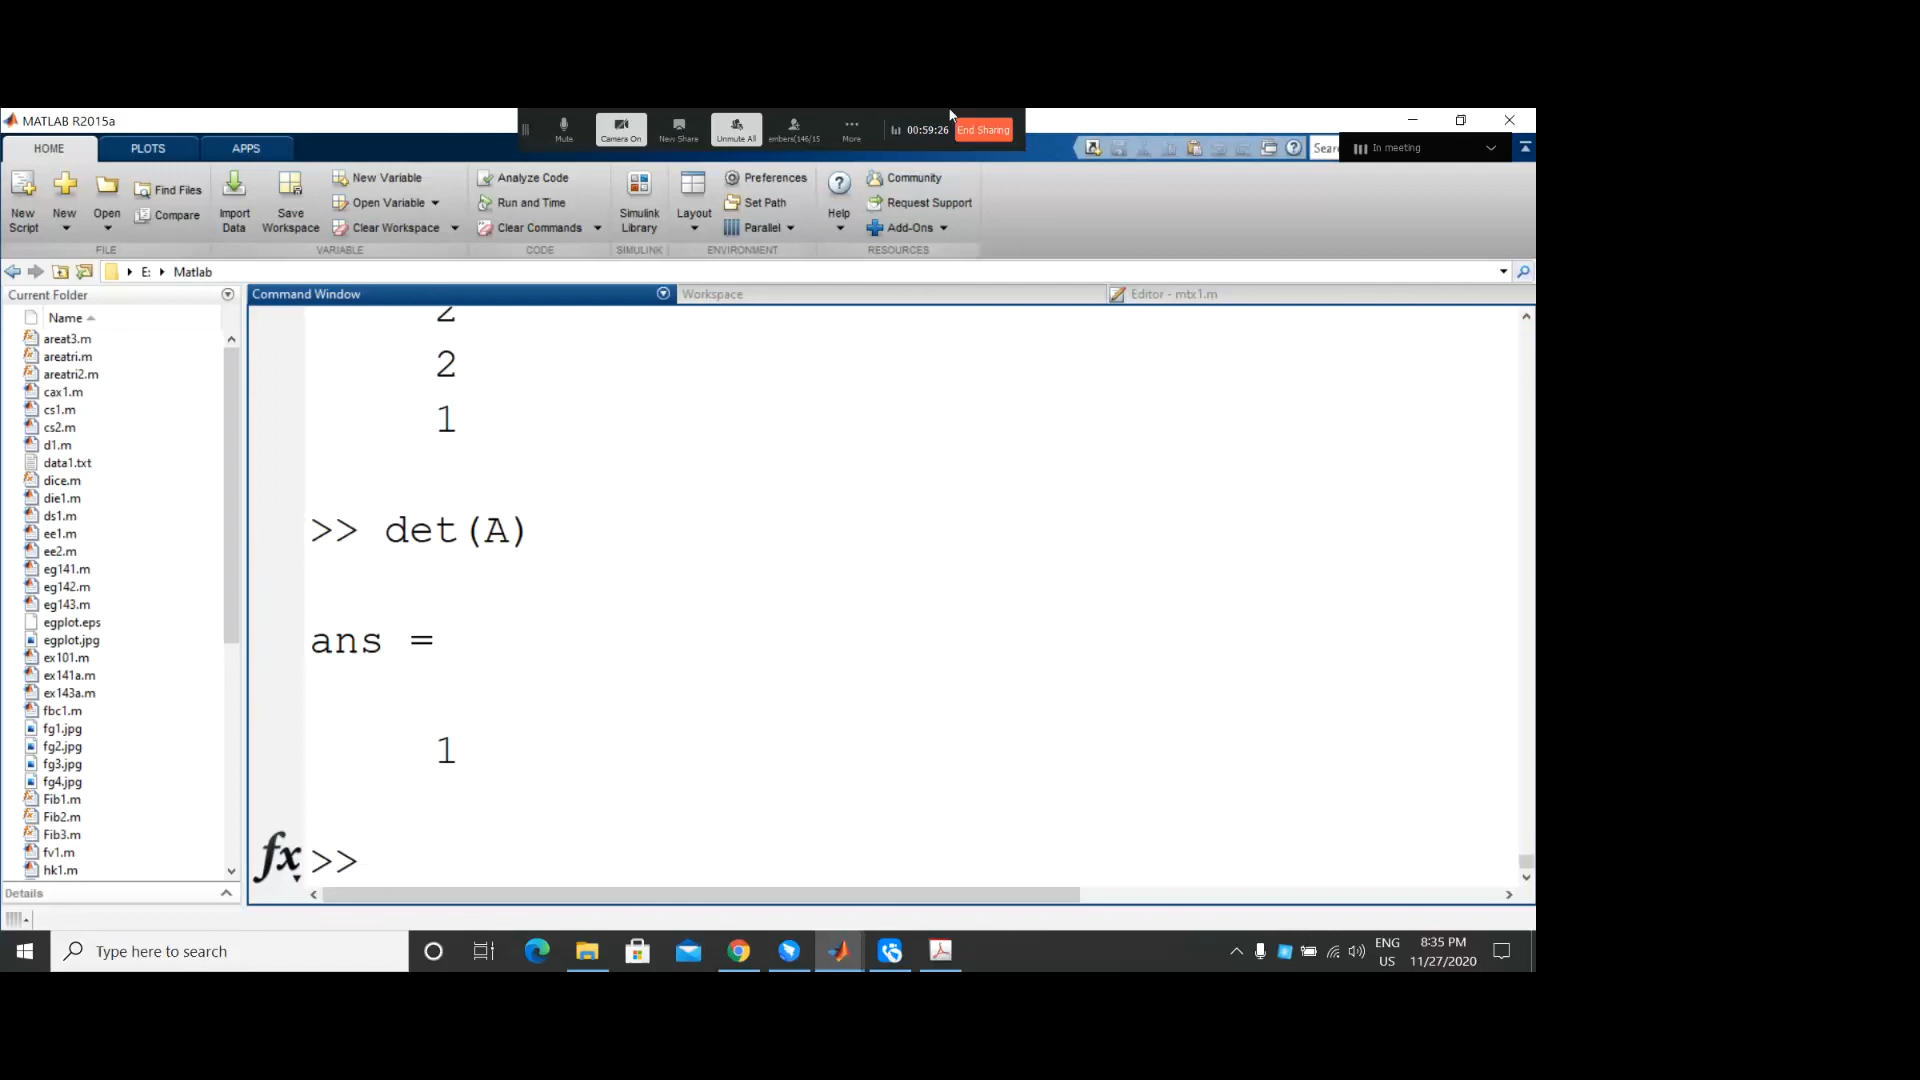 MATLAB R2015a
Mute
Camera On
New Share
Unmute All
embers(146/15
More
00:59:26
End Sharing
HOME
PLOTS
APPS
Sear
In meeting
New Script
New
Open
Find Files
Compare
FILE
Import Data
Save Workspace
New Variable
Open Variable
Clear Workspace
VARIABLE
Analyze Code
Run and Time
Clear Commands
CODE
Simulink Library
SIMULINK
Layout
Preferences
Set Path
Parallel
ENVIRONMENT
Help
Community
Request Support
Add-Ons
RESOURCES
E: Matlab
Current Folder
Name
areat3.m
areatri.m
areatri2.m
cax1.m
cs1.m
cs2.m
d1.m
data1.txt
dice.m
die1.m
ds1.m
ee1.m
ee2.m
eg141.m
eg142.m
eg143.m
egplot.eps
egplot.jpg
ex101.m
ex141a.m
ex143a.m
fbc1.m
fg1.jpg
fg2.jpg
fg3.jpg
fg4.jpg
Fib1.m
Fib2.m
Fib3.m
fv1.m
hk1.m
Details
Command Window
Workspace
Editor - mtx1.m
2
2
1
>> det(A)
ans =
1
fx >>
Type here to search
ENG
US
8:35 PM
11/27/2020